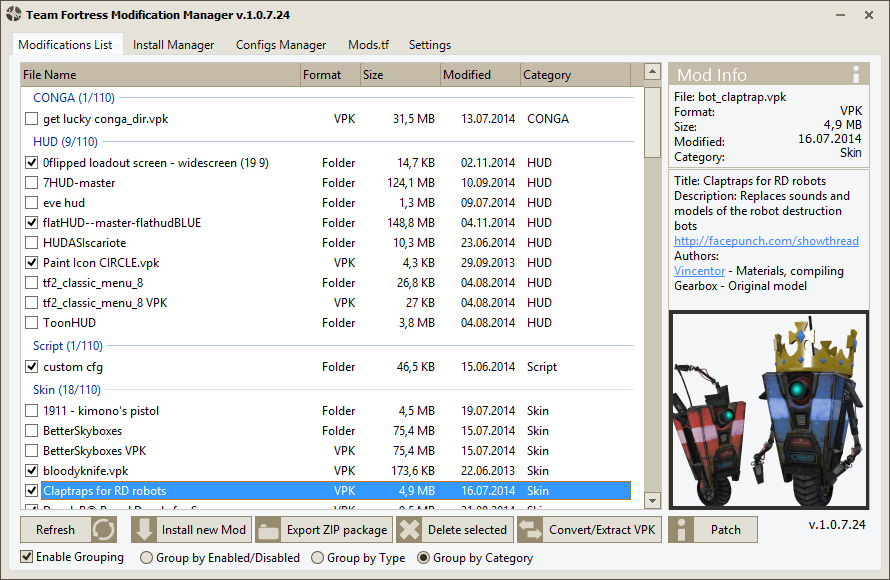 Team Fortress Modification Manager v.1.0.7.24
Modifications List Install Manager Configs Manager Mods.tf Settings
File Name Format Size Modified Category
CONGA (1/110)
get lucky conga_dir.vpk VPK 31,5 MB 13.07.2014 CONGA
HUD (9/110)
0flipped loadout screen - widescreen (19 9) Folder 14,7 KB 02.11.2014 HUD
7HUD-master Folder 124,1 MB 10.09.2014 HUD
eve hud Folder 1,3 MB 09.07.2014 HUD
flatHUD--master-flathudBLUE Folder 148,8 MB 04.11.2014 HUD
HUDASIscariote Folder 10,3 MB 23.06.2014 HUD
Paint Icon CIRCLE.vpk VPK 4,3 KB 29.09.2013 HUD
tf2_classic_menu_8 Folder 26,8 KB 04.08.2014 HUD
tf2_classic_menu_8 VPK VPK 27 KB 04.08.2014 HUD
ToonHUD Folder 3,8 MB 04.08.2014 HUD
Script (1/110)
custom cfg Folder 46,5 KB 15.06.2014 Script
Skin (18/110)
1911 - kimono's pistol Folder 4,5 MB 19.07.2014 Skin
BetterSkyboxes Folder 75,4 MB 15.07.2014 Skin
BetterSkyboxes VPK VPK 75,4 MB 15.07.2014 Skin
bloodyknife.vpk VPK 173,6 KB 22.06.2013 Skin
Claptraps for RD robots VPK 4,9 MB 16.07.2014 Skin
Mod Info
File: bot_claptrap.vpk
Format: VPK
Size: 4,9 MB
Modified: 16.07.2014
Category: Skin
Title: Claptraps for RD robots
Description: Replaces sounds and
models of the robot destruction
bots
http://facepunch.com/showthread
Authors:
Vincentor - Materials, compiling
Gearbox - Original model
Refresh Install new Mod Export ZIP package Delete selected Convert/Extract VPK Patch v.1.0.7.24
Enable Grouping Group by Enabled/Disabled Group by Type Group by Category